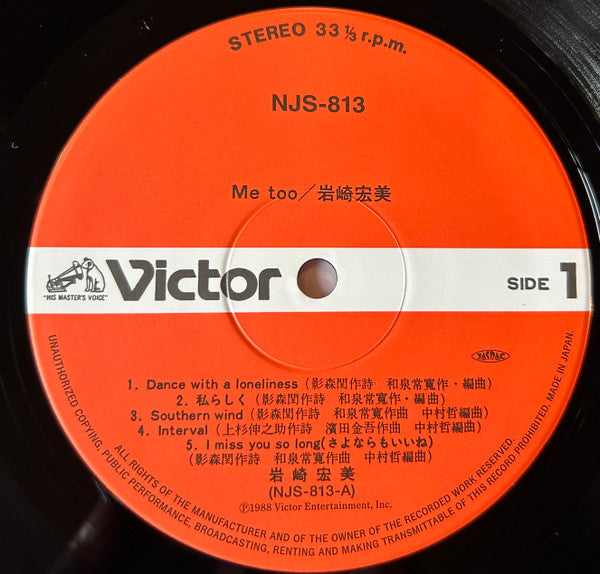 STEREO 33 1/3 r.p.m.
NJS-813
Me too／岩崎宏美
"HIS MASTER'S VOICE"
Victor
SIDE 1
JASRAC
1. Dance with a loneliness (影森閔作詩 和泉常寛作・編曲)
2. 私らしく (影森閔作詩 和泉常寛作・編曲)
3. Southern wind (影森閔作詩 和泉常寛作曲 中村哲編曲)
4. Interval (上杉伸之助作詩 濱田金吾作曲 中村哲編曲)
5. I miss you so long(さよならもいいね)
(影森閔作詩 和泉常寛作曲 中村哲編曲)
岩崎宏美
(NJS-813-A)
Ⓟ1988 Victor Entertainment, Inc.
UNAUTHORIZED COPYING, PUBLIC PERFORMANCE, BROADCASTING, RENTING AND MAKING TRANSMITTABLE OF THIS RECORD PROHIBITED. MADE IN JAPAN.
ALL RIGHTS OF THE MANUFACTURER AND OF THE OWNER OF THE RECORDED WORK RESERVED.